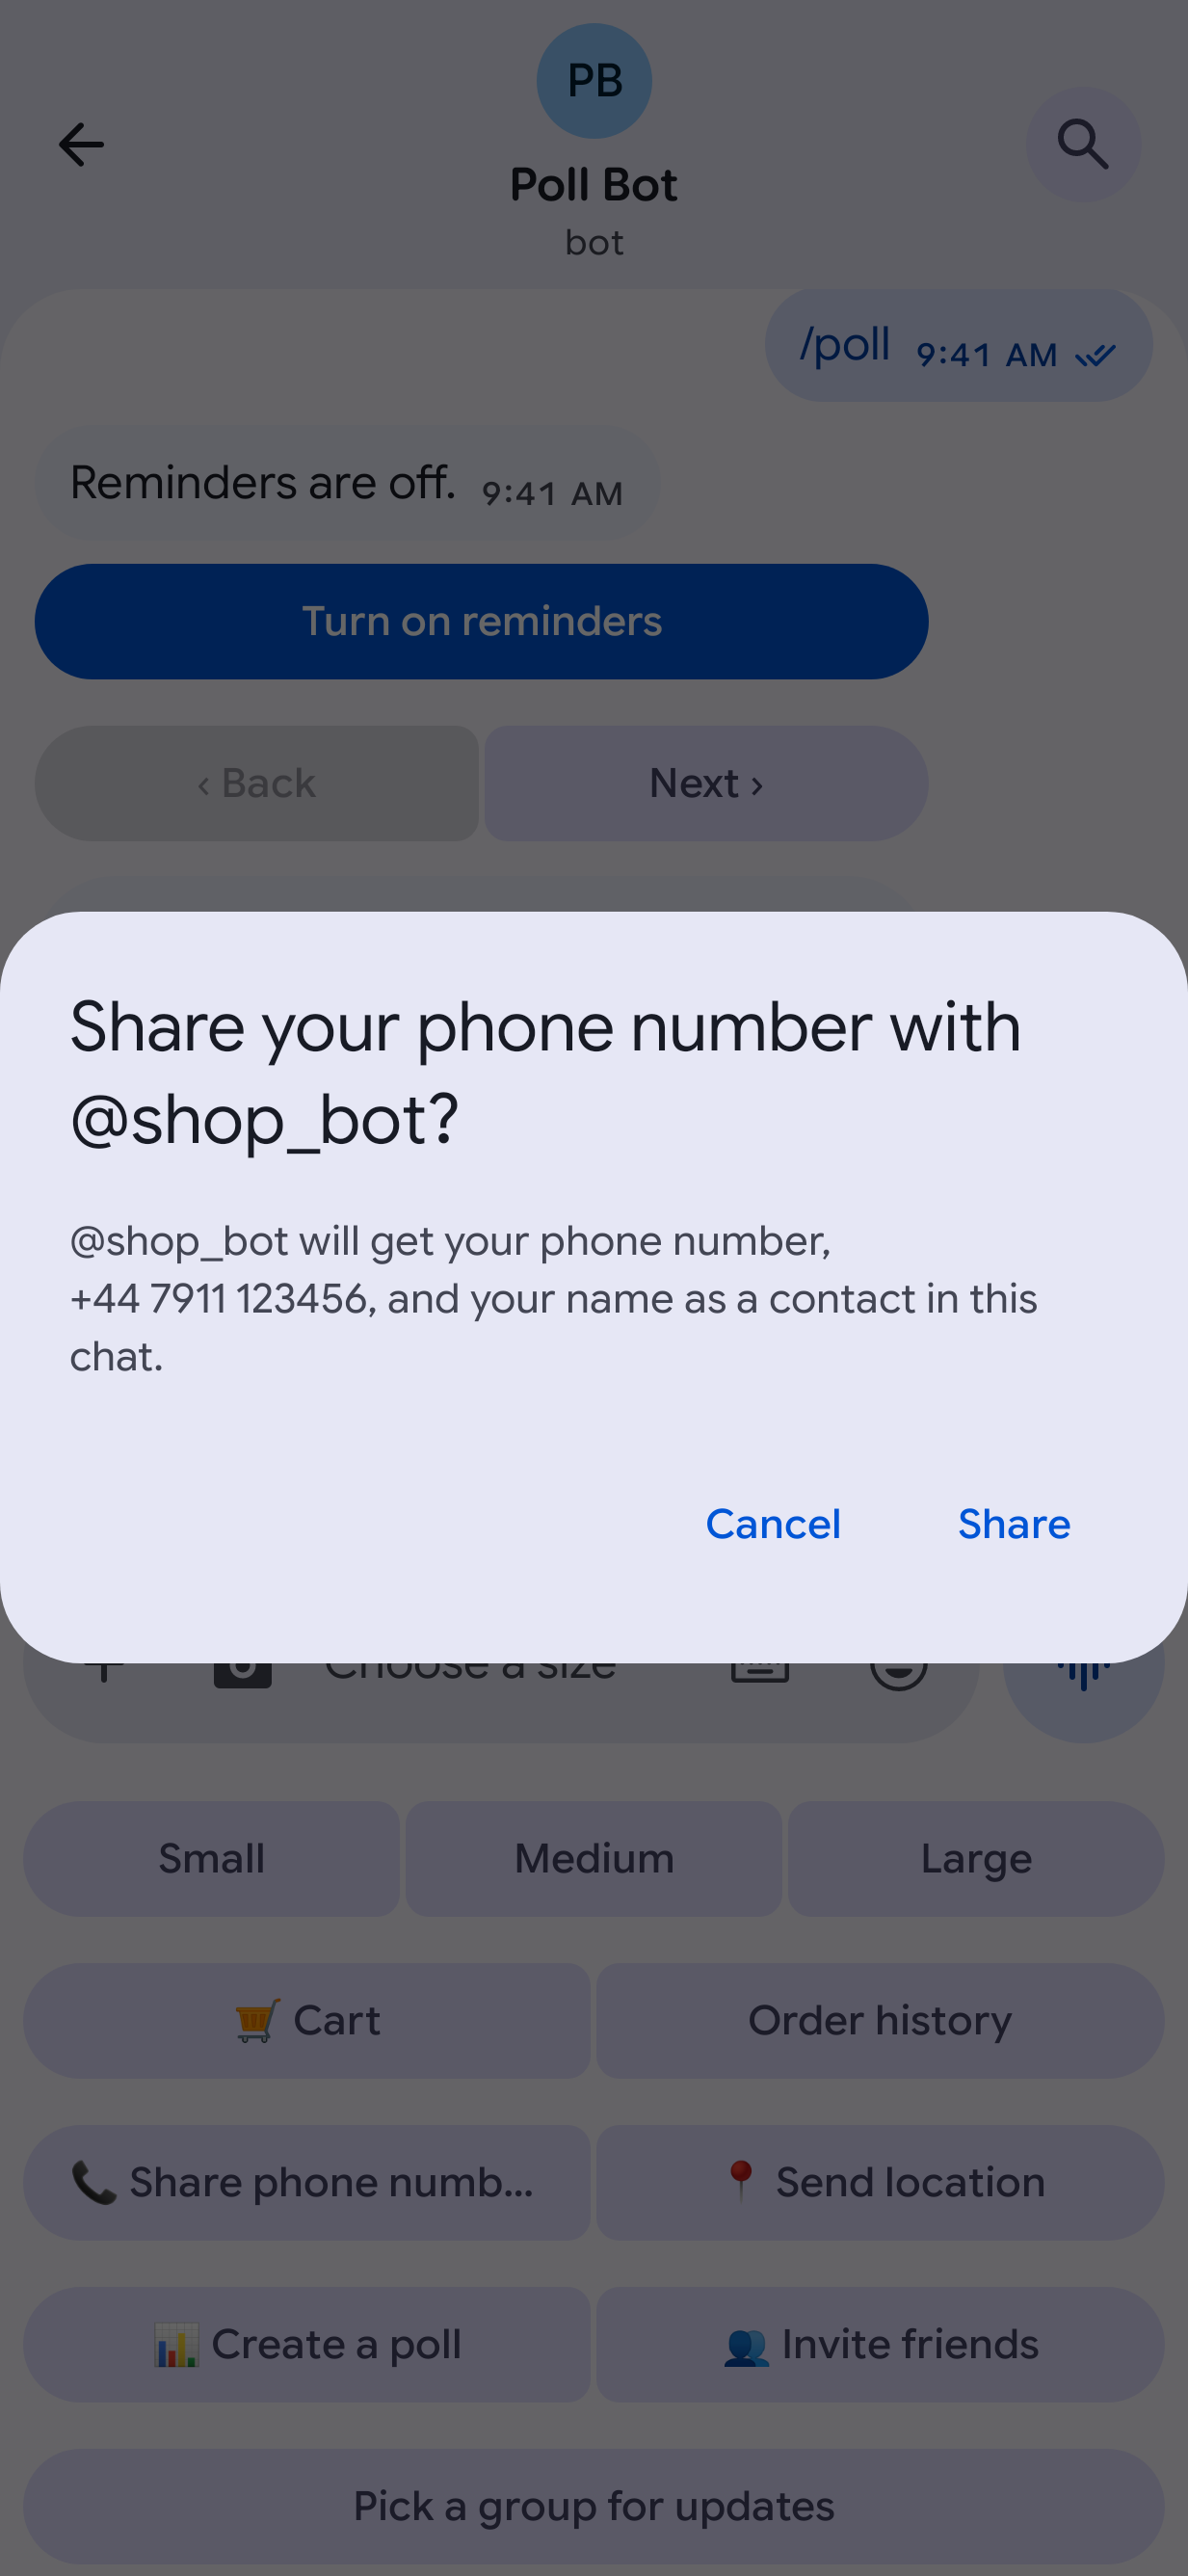 PB
Poll Bot
bot
/poll 9:41 AM
Reminders are off. 9:41 AM
Turn on reminders
‹ Back
Next ›
Share your phone number with
@shop_bot?
@shop_bot will get your phone number,
+44 7911 123456, and your name as a contact in this
chat.
Cancel Share
Choose a size
Small Medium Large
🛒 Cart Order history
📞 Share phone numb... 📍 Send location
📊 Create a poll 👥 Invite friends
Pick a group for updates